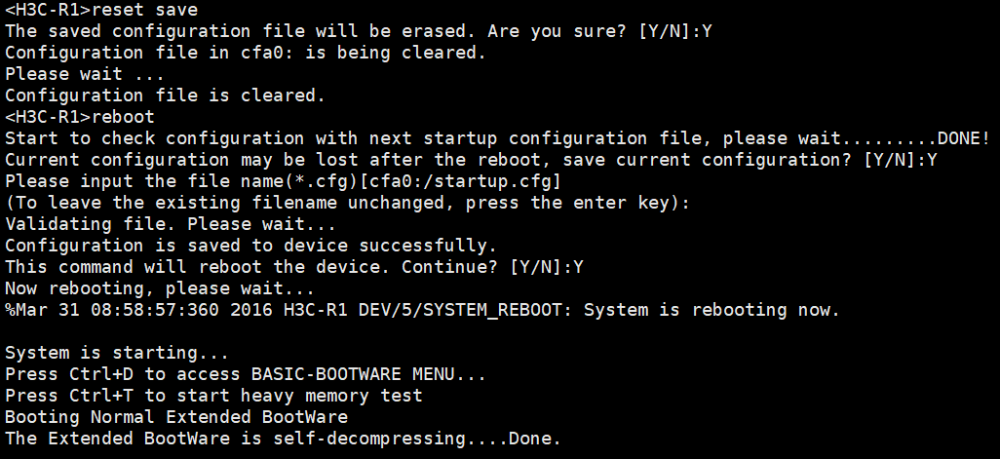 <H3C-R1>reset save
The saved configuration file will be erased. Are you sure? [Y/N]:Y
Configuration file in cfa0: is being cleared.
Please wait ...
Configuration file is cleared.
<H3C-R1>reboot
Start to check configuration with next startup configuration file, please wait.........DONE!
Current configuration may be lost after the reboot, save current configuration? [Y/N]:Y
Please input the file name(*.cfg)[cfa0:/startup.cfg]
(To leave the existing filename unchanged, press the enter key):
Validating file. Please wait...
Configuration is saved to device successfully.
This command will reboot the device. Continue? [Y/N]:Y
Now rebooting, please wait...
%Mar 31 08:58:57:360 2016 H3C-R1 DEV/5/SYSTEM_REBOOT: System is rebooting now.

System is starting...
Press Ctrl+D to access BASIC-BOOTWARE MENU...
Press Ctrl+T to start heavy memory test
Booting Normal Extended BootWare
The Extended BootWare is self-decompressing....Done.